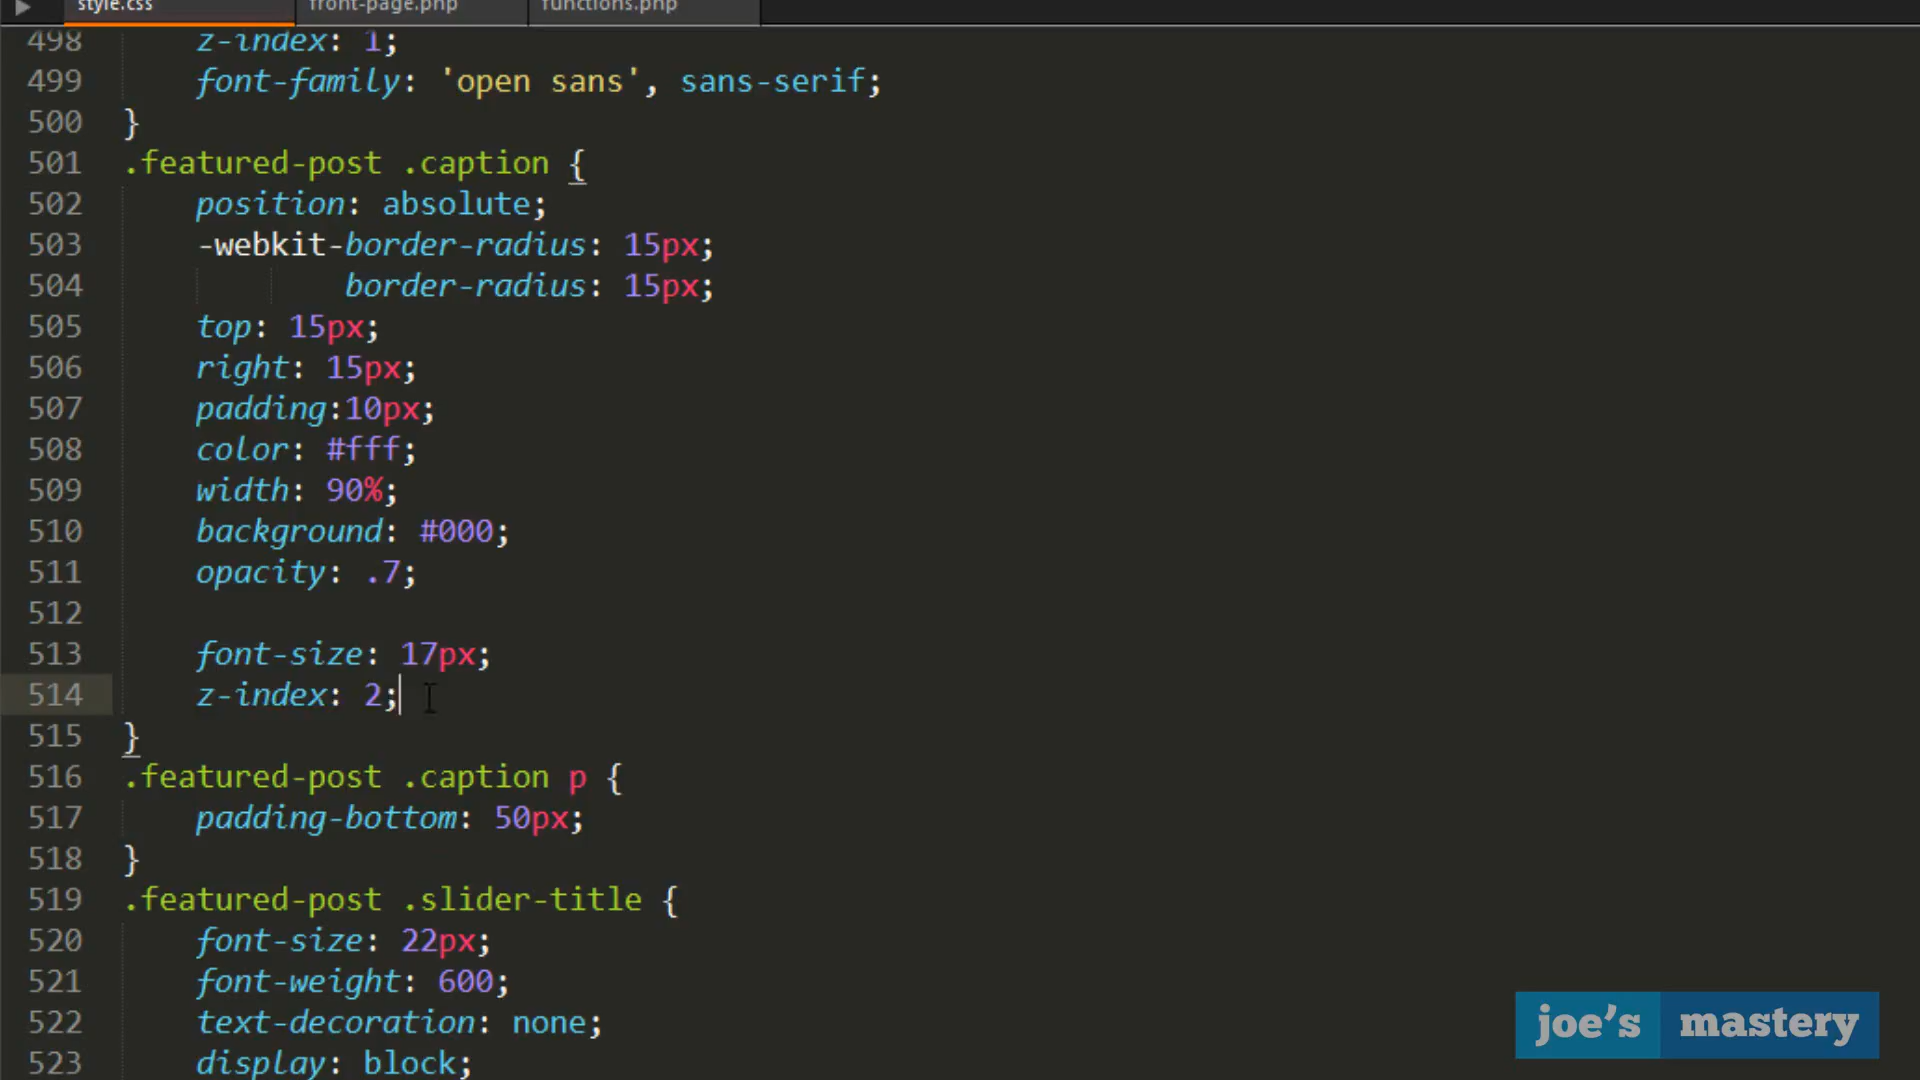 style.css front-page.php functions.php
498 z-index: 1;
499 font-family: 'open sans', sans-serif;
500 }
501 .featured-post .caption {
502 position: absolute;
503 -webkit-border-radius: 15px;
504 border-radius: 15px;
505 top: 15px;
506 right: 15px;
507 padding:10px;
508 color: #fff;
509 width: 90%;
510 background: #000;
511 opacity: .7;
512
513 font-size: 17px;
514 z-index: 2;
515 }
516 .featured-post .caption p {
517 padding-bottom: 50px;
518 }
519 .featured-post .slider-title {
520 font-size: 22px;
521 font-weight: 600;
522 text-decoration: none;
523 display: block;
joe's mastery